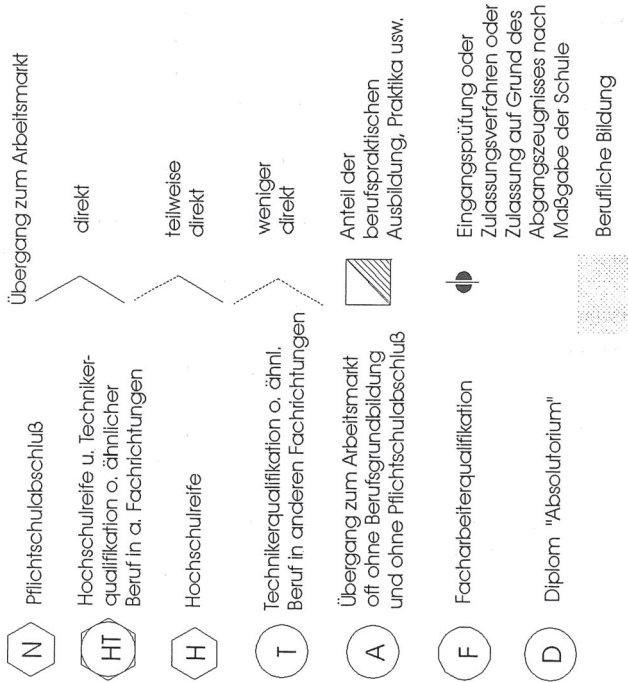 N
Pflichtschulabschluß
HT
Hochschulreife u. Techniker-
qualifikation o. ähnlicher
Beruf in a. Fachrichtungen
H
Hochschulreife
T
Technikerqualifikation o. ähnl.
Beruf in anderen Fachrichtungen
A
Übergang zum Arbeitsmarkt
oft ohne Berufsgrundbildung
und ohne Pflichtschulabschluß
F
Facharbeiterqualifikation
D
Diplom "Absolutorium"
Übergang zum Arbeitsmarkt
direkt
teilweise
direkt
weniger
direkt
Anteil der
berufspraktischen
Ausbildung, Praktika usw.
Eingangsprüfung oder
Zulassungsverfahren oder
Zulassung auf Grund des
Abgangszeugnisses nach
Maßgabe der Schule
Berufliche Bildung